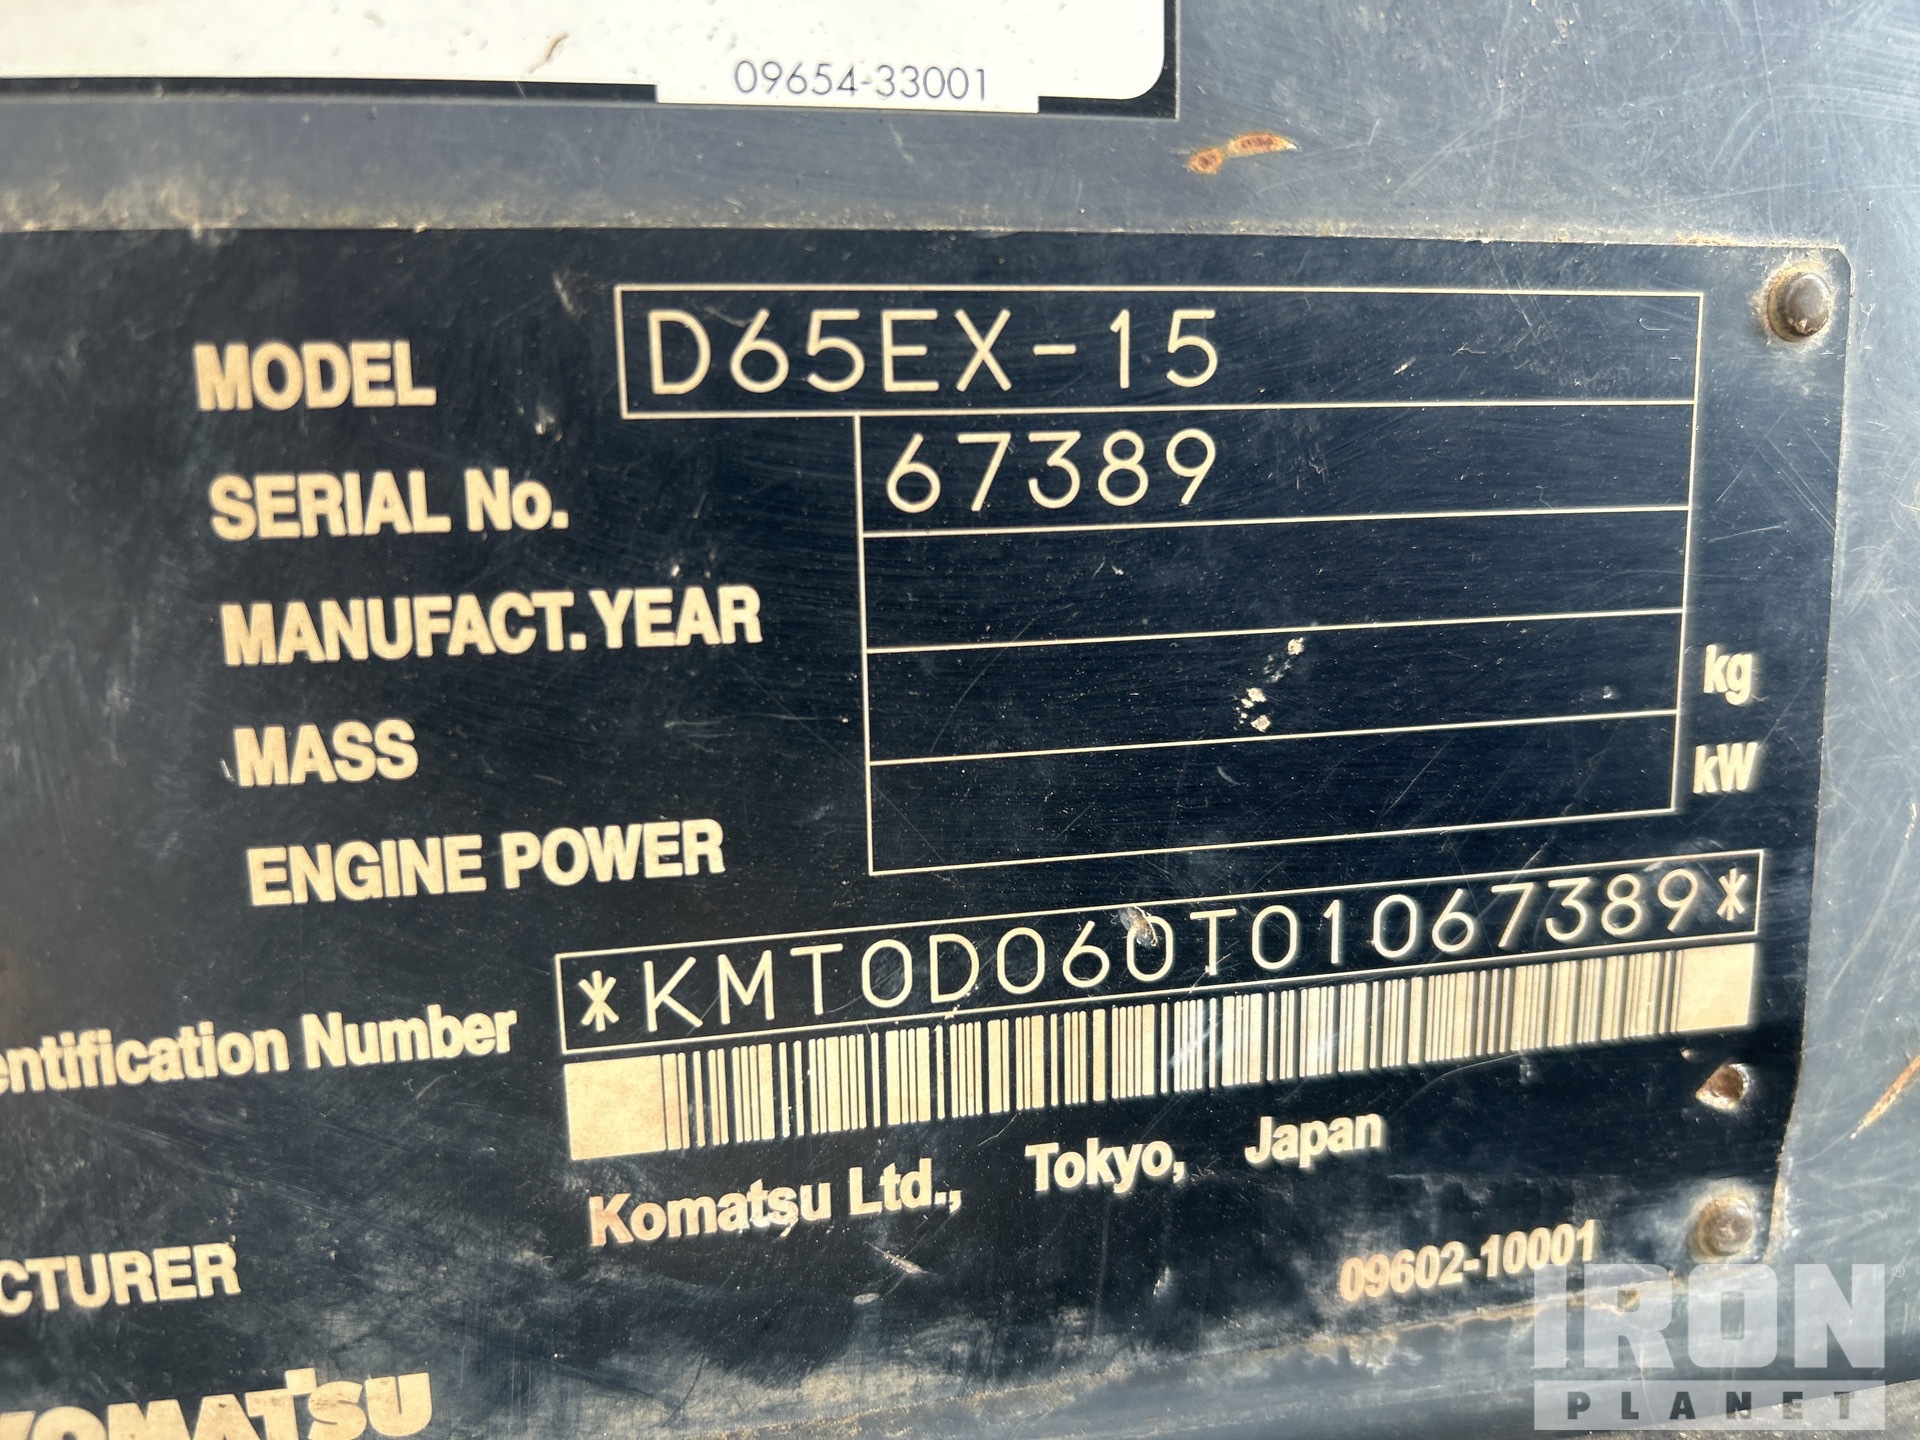 09654-33001
MODEL D65EX-15
SERIAL No. 67389
MANUFACT. YEAR
MASS kg
ENGINE POWER kW
entification Number *KMT0D060T01067389*
CTURER Komatsu Ltd., Tokyo, Japan
09602-10001
KOMATSU
IRON
PLANET